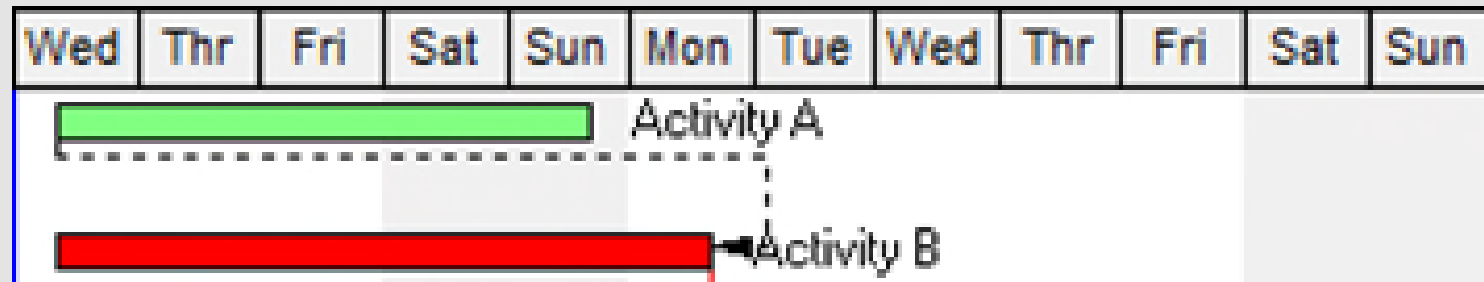 Wed Thr Fri Sat Sun Mon Tue Wed Thr Fri Sat Sun
Activity A
Activity B